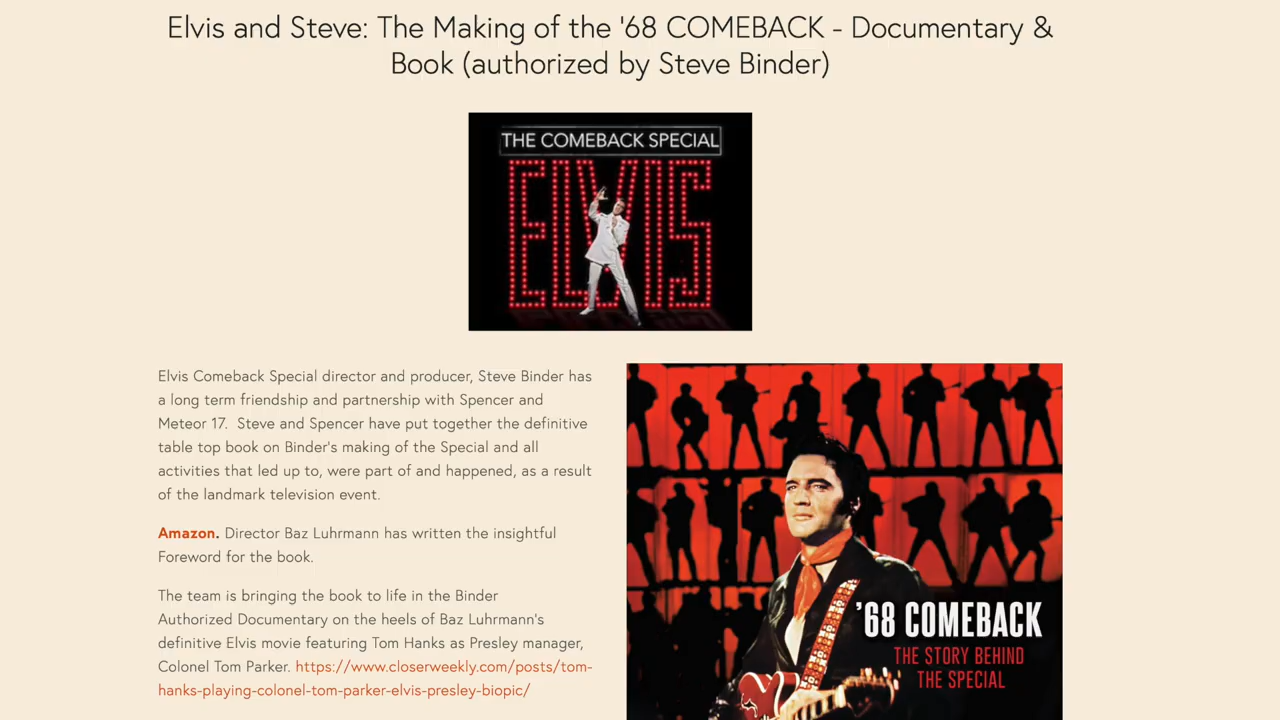 Elvis and Steve: The Making of the '68 COMEBACK - Documentary &
Book (authorized by Steve Binder)
THE COMEBACK SPECIAL
ELVIS
Elvis Comeback Special director and producer, Steve Binder has
a long term friendship and partnership with Spencer and
Meteor 17.  Steve and Spencer have put together the definitive
table top book on Binder's making of the Special and all
activities that led up to, were part of and happened, as a result
of the landmark television event.
Amazon. Director Baz Luhrmann has written the insightful
Foreword for the book.
The team is bringing the book to life in the Binder
Authorized Documentary on the heels of Baz Luhrmann's
definitive Elvis movie featuring Tom Hanks as Presley manager,
Colonel Tom Parker. https://www.closerweekly.com/posts/tom-
hanks-playing-colonel-tom-parker-elvis-presley-biopic/
'68 COMEBACK
THE STORY BEHIND
THE SPECIAL